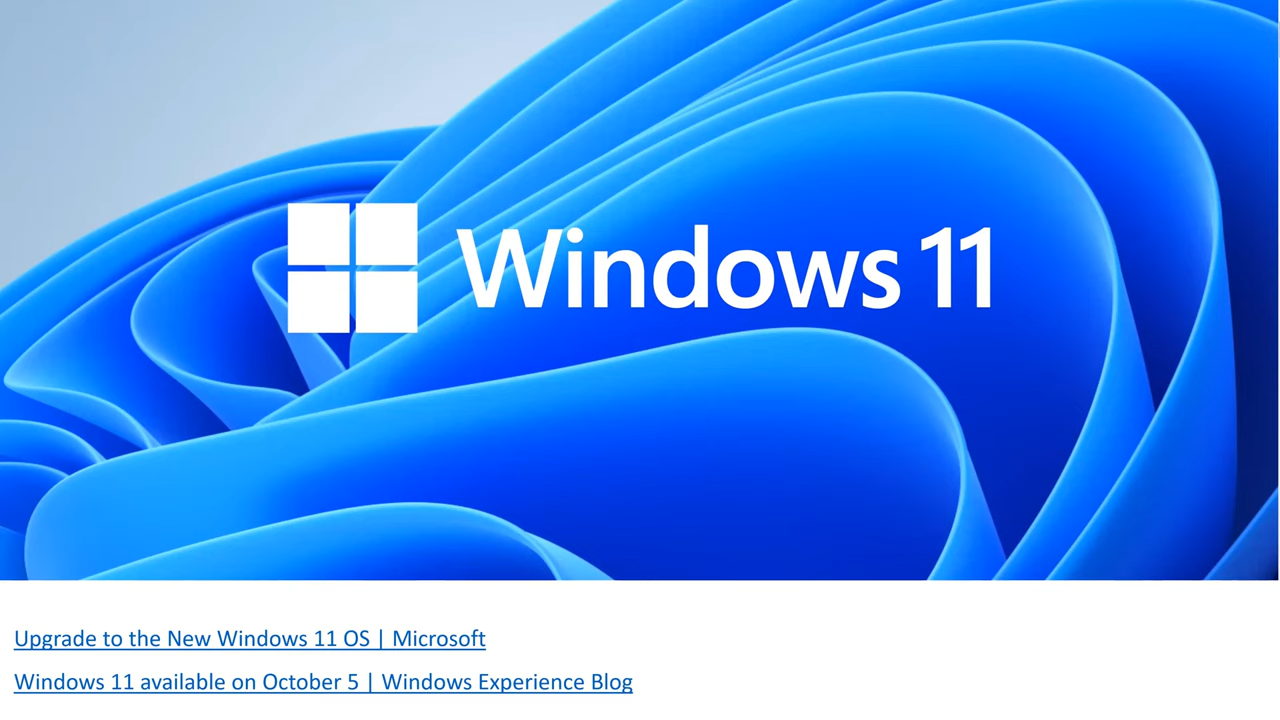 Windows 11
Upgrade to the New Windows 11 OS | Microsoft
Windows 11 available on October 5 | Windows Experience Blog